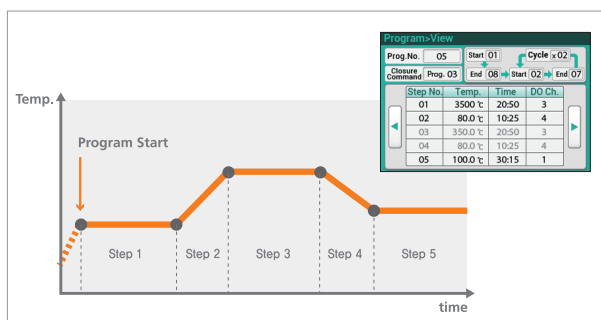 Program>View
Prog.No. 05
Start 01
Cycle x 02
Closure Command Prog. 03
End 08 Start 02 End 07
Step No. Temp. Time DO Ch.
01 3500 ℃ 20:50 3
02 80.0 ℃ 10:25 4
03 350.0 ℃ 20:50 3
04 80.0 ℃ 10:25 4
05 100.0 ℃ 30:15 1
Temp.
Program Start
Step 1 Step 2 Step 3 Step 4 Step 5
time